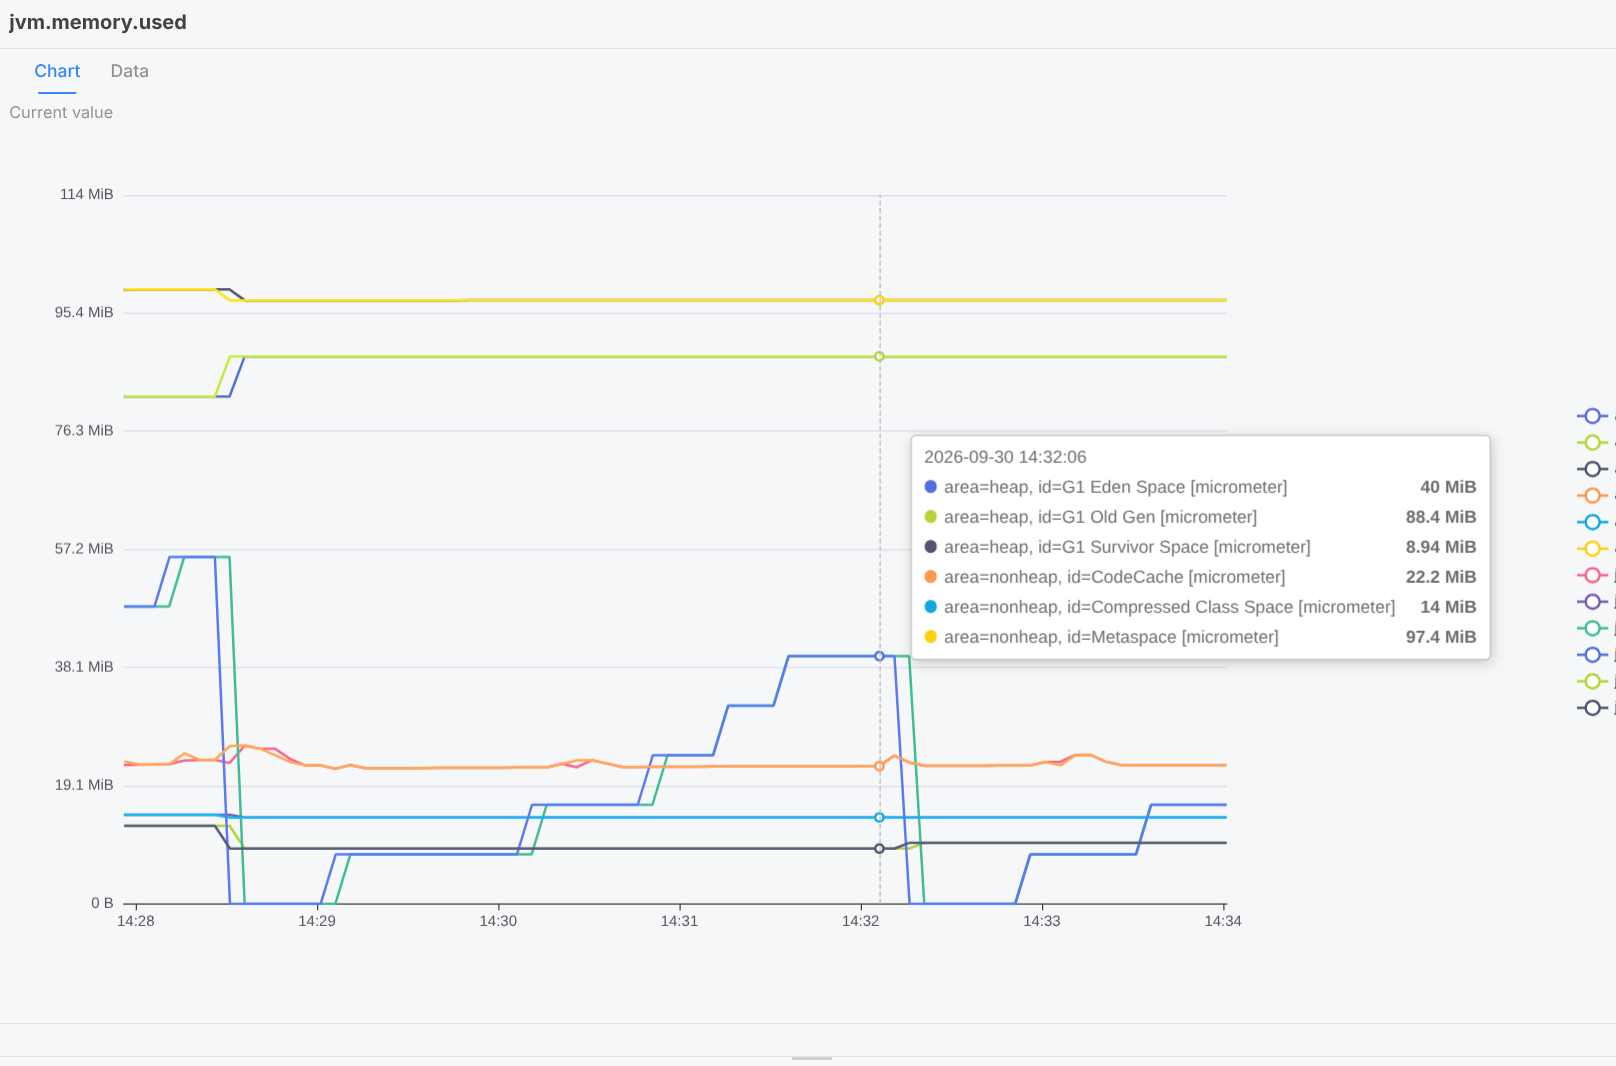 jvm.memory.used
Chart Data
Current value
114 MiB
95.4 MiB
76.3 MiB
57.2 MiB
38.1 MiB
19.1 MiB
0 B
14:28 14:29 14:30 14:31 14:32 14:33 14:34
2026-09-30 14:32:06
area=heap, id=G1 Eden Space [micrometer] 40 MiB
area=heap, id=G1 Old Gen [micrometer] 88.4 MiB
area=heap, id=G1 Survivor Space [micrometer] 8.94 MiB
area=nonheap, id=CodeCache [micrometer] 22.2 MiB
area=nonheap, id=Compressed Class Space [micrometer] 14 MiB
area=nonheap, id=Metaspace [micrometer] 97.4 MiB